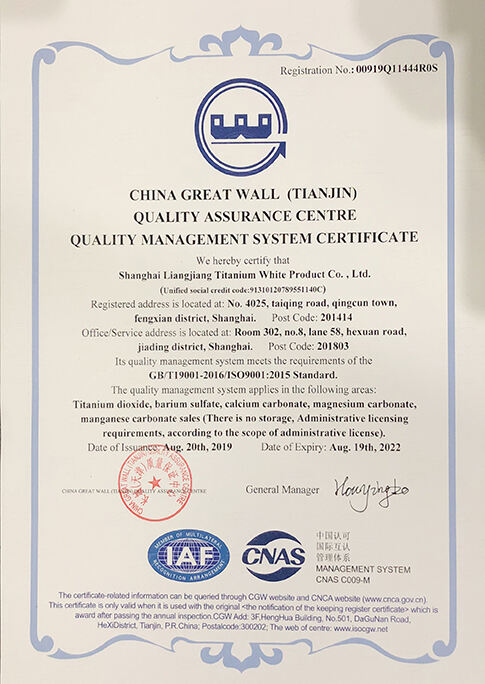 Registration No.: 00919Q11444R0S
CHINA GREAT WALL (TIANJIN)
QUALITY ASSURANCE CENTRE
QUALITY MANAGEMENT SYSTEM CERTIFICATE
We hereby certify that
Shanghai Liangjiang Titanium White Product Co. , Ltd.
(Unified social credit code:91310120789551140C)
Registered address is located at: No. 4025, taiqing road, qingcun town,
fengxian district, Shanghai. Post Code: 201414
Office/Service address is located at: Room 302, no.8, lane 58, hexuan road,
jiading district, Shanghai. Post Code: 201803
Its quality management system meets the requirements of the
GB/T19001-2016/ISO9001:2015 Standard.
The quality management system applies in the following areas:
Titanium dioxide, barium sulfate, calcium carbonate, magnesium carbonate,
manganese carbonate sales (There is no storage, Administrative licensing
requirements, according to the scope of administrative license).
Date of Issuance: Aug. 20th, 2019 Date of Expiry: Aug. 19th, 2022
CHINA GREAT WALL (TIANJIN) QUALITY ASSURANCE CENTRE
General Manager
MEMBER OF MULTILATERAL
IAF
RECOGNITION ARRANGEMENT
CNAS
中国认可
国际互认
管理体系
MANAGEMENT SYSTEM
CNAS C009-M
The certificate-related information can be queried through CGW website and CNCA website (www.cnca.gov.cn).
This certificate is only valid when it is used with the original <the notification of the keeping register certificate> which is
award after passing the annual inspection.CGW Add: 3F,HengHua Building, No.501, DaGuNan Road,
HeXiDistrict, Tianjin, P.R.China; Postalcode:300202; The web of centre: www.isocgw.net